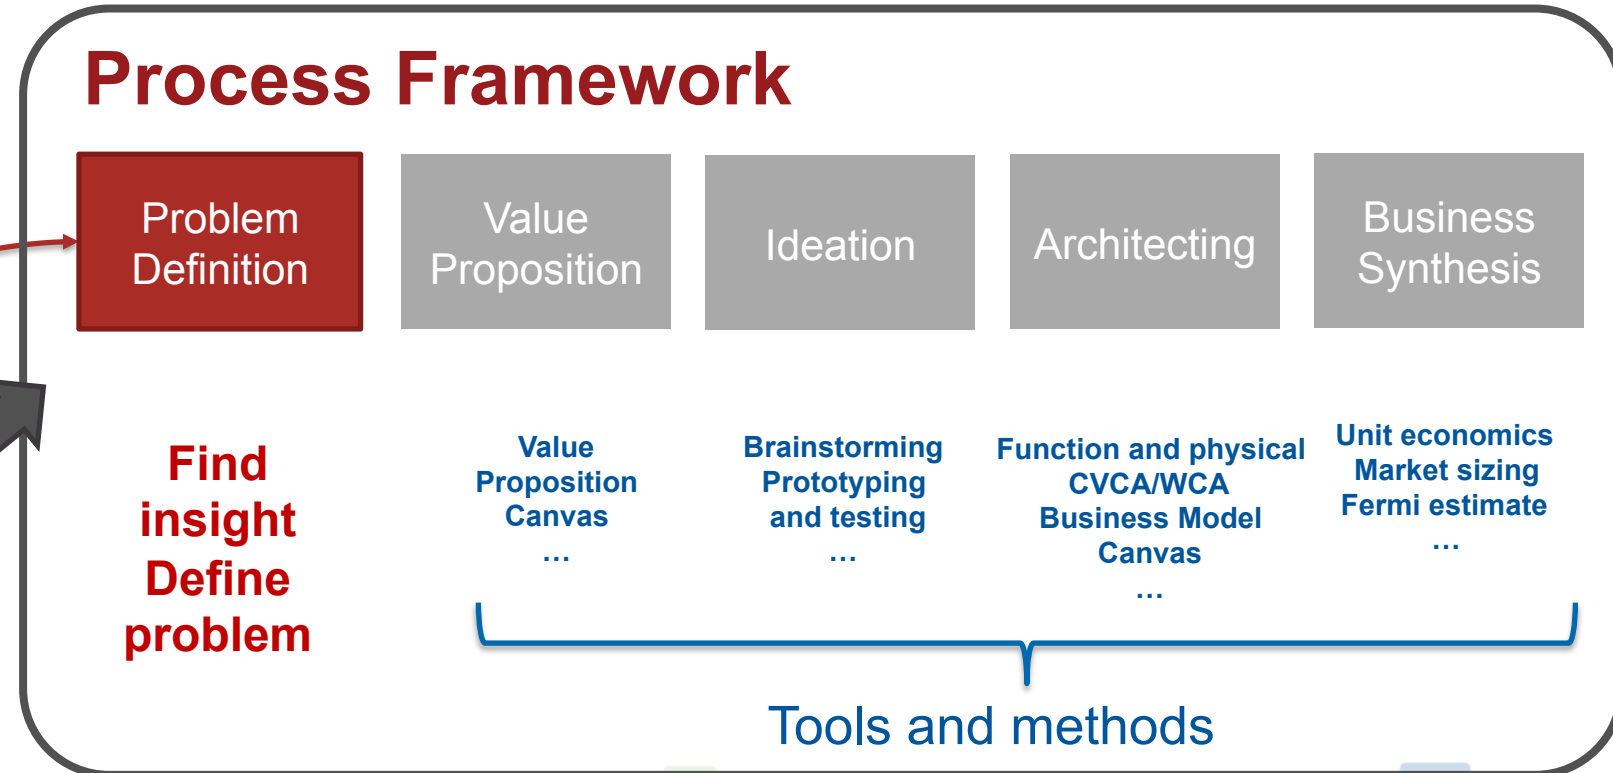 Process Framework
Problem
Definition
Value
Proposition
Ideation
Architecting
Business
Synthesis
Find
insight
Define
problem
Value
Proposition
Canvas
…
Brainstorming
Prototyping
and testing
…
Function and physical
CVCA/WCA
Business Model
Canvas
…
Unit economics
Market sizing
Fermi estimate
…
Tools and methods